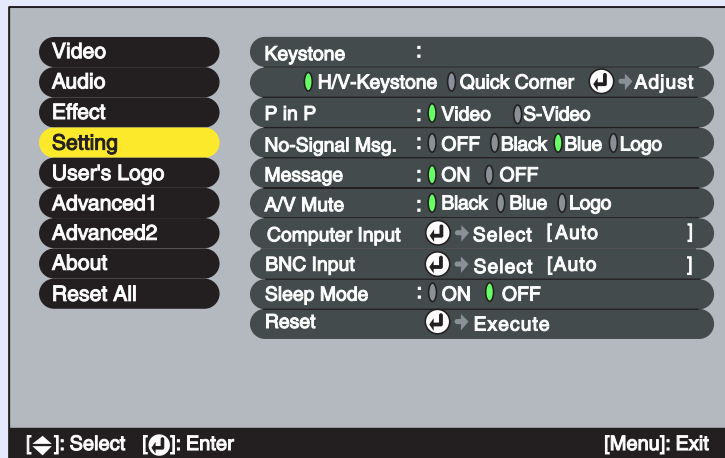 Video
Audio
Effect
Setting
User's Logo
Advanced1
Advanced2
About
Reset All
Keystone :
H/V-Keystone Quick Corner Adjust
P in P : Video S-Video
No-Signal Msg. : OFF Black Blue Logo
Message : ON OFF
A/V Mute : Black Blue Logo
Computer Input Select [Auto ]
BNC Input Select [Auto ]
Sleep Mode : ON OFF
Reset Execute
[ ]: Select [ ]: Enter [Menu]: Exit